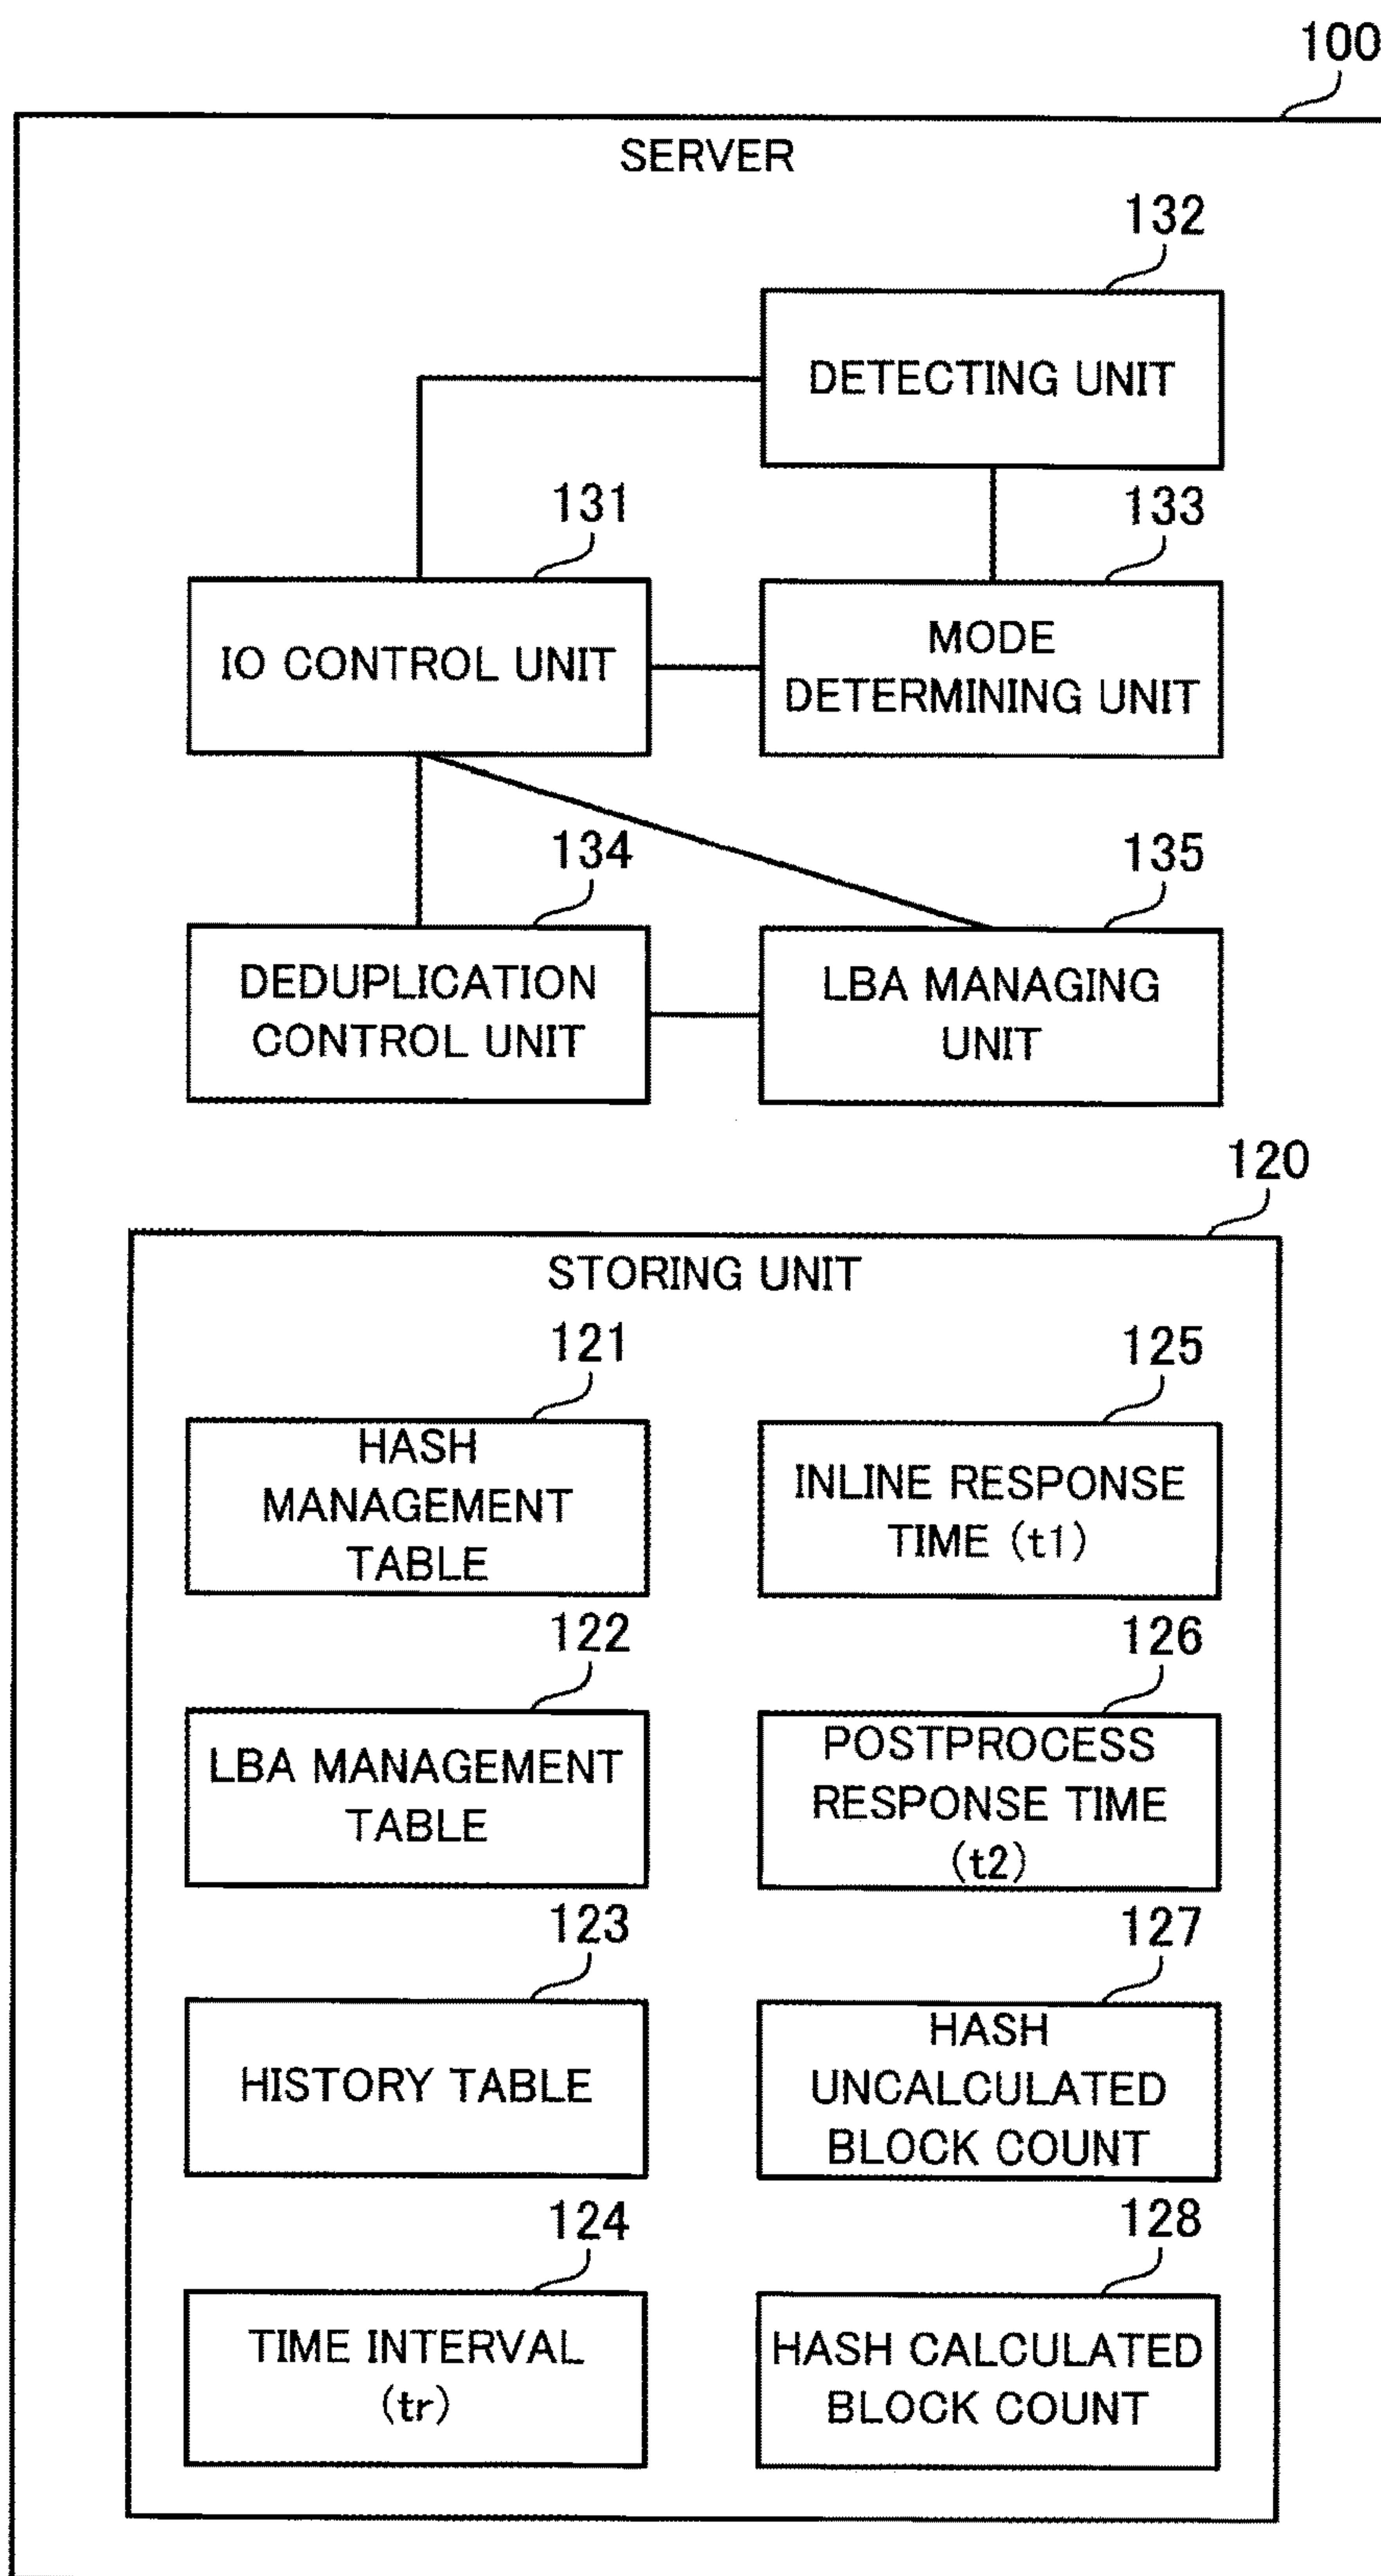 100
SERVER
132
DETECTING UNIT
131
133
IO CONTROL UNIT
MODE
DETERMINING UNIT
134
135
DEDUPLICATION
CONTROL UNIT
LBA MANAGING
UNIT
120
STORING UNIT
121
125
HASH
MANAGEMENT
TABLE
INLINE RESPONSE
TIME (t1)
122
126
LBA MANAGEMENT
TABLE
POSTPROCESS
RESPONSE TIME
(t2)
123
127
HISTORY TABLE
HASH
UNCALCULATED
BLOCK COUNT
124
128
TIME INTERVAL
(tr)
HASH CALCULATED
BLOCK COUNT